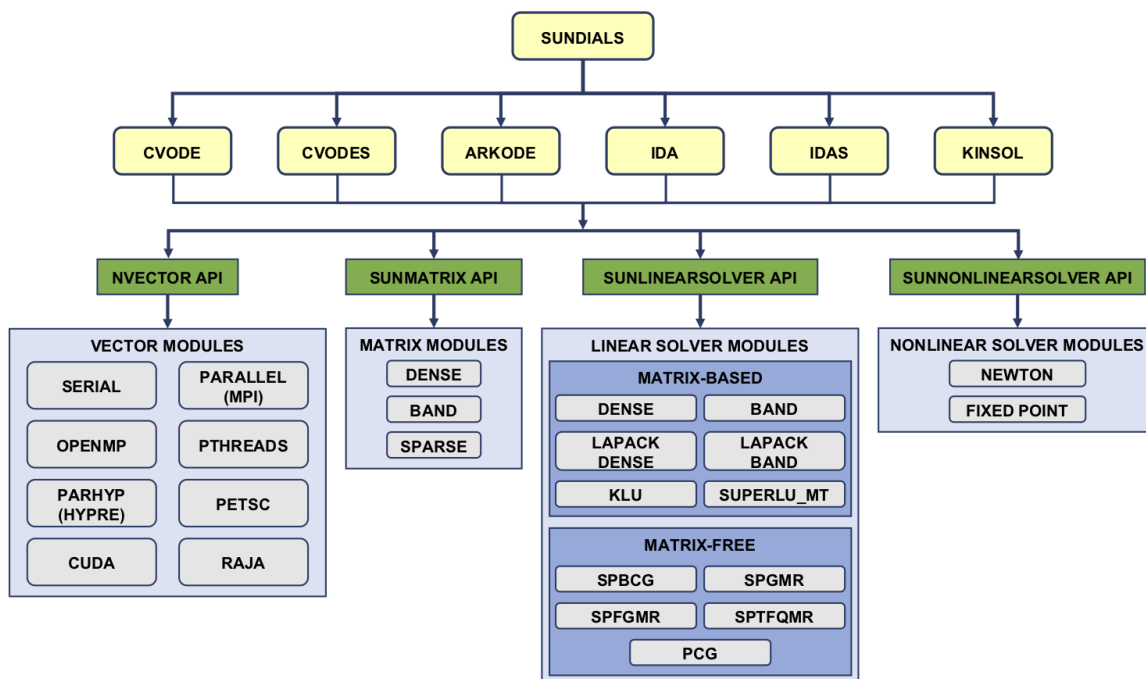 SUNDIALS
CVODE
CVODES
ARKODE
IDA
IDAS
KINSOL
NVECTOR API
SUNMATRIX API
SUNLINEARSOLVER API
SUNNONLINEARSOLVER API
VECTOR MODULES
SERIAL
PARALLEL
(MPI)
OPENMP
PTHREADS
PARHYP
(HYPRE)
PETSC
CUDA
RAJA
MATRIX MODULES
DENSE
BAND
SPARSE
LINEAR SOLVER MODULES
MATRIX-BASED
DENSE
BAND
LAPACK
DENSE
LAPACK
BAND
KLU
SUPERLU_MT
MATRIX-FREE
SPBCG
SPGMR
SPFGMR
SPTFQMR
PCG
NONLINEAR SOLVER MODULES
NEWTON
FIXED POINT